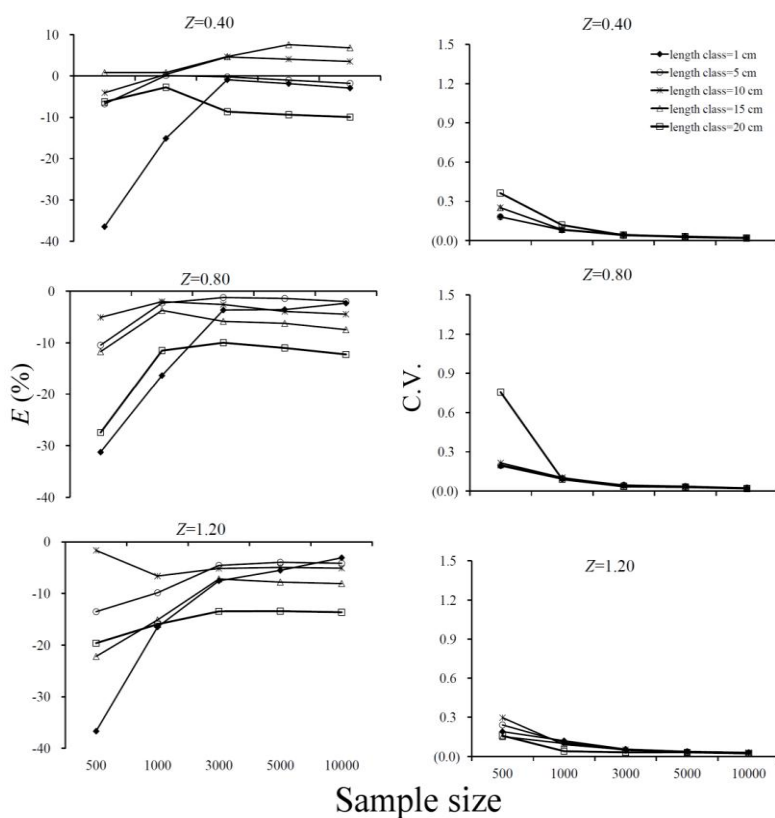 Z=0.40
10
0
-10
-20
-30
-40
Z=0.80
0
-10
-20
-30
-40
Z=1.20
0
-10
-20
-30
-40
500 1000 3000 5000 10000
E (%)
Z=0.40
1.5
1.2
0.9
0.6
0.3
(0.0)
length class=1 cm
length class=5 cm
length class=10 cm
length class=15 cm
length class=20 cm
Z=0.80
1.5
1.2
0.9
0.6
0.3
(0.0)
Z=1.20
1.5
1.2
0.9
0.6
0.3
(0.0)
500 1000 3000 5000 10000
C.V.
Sample size